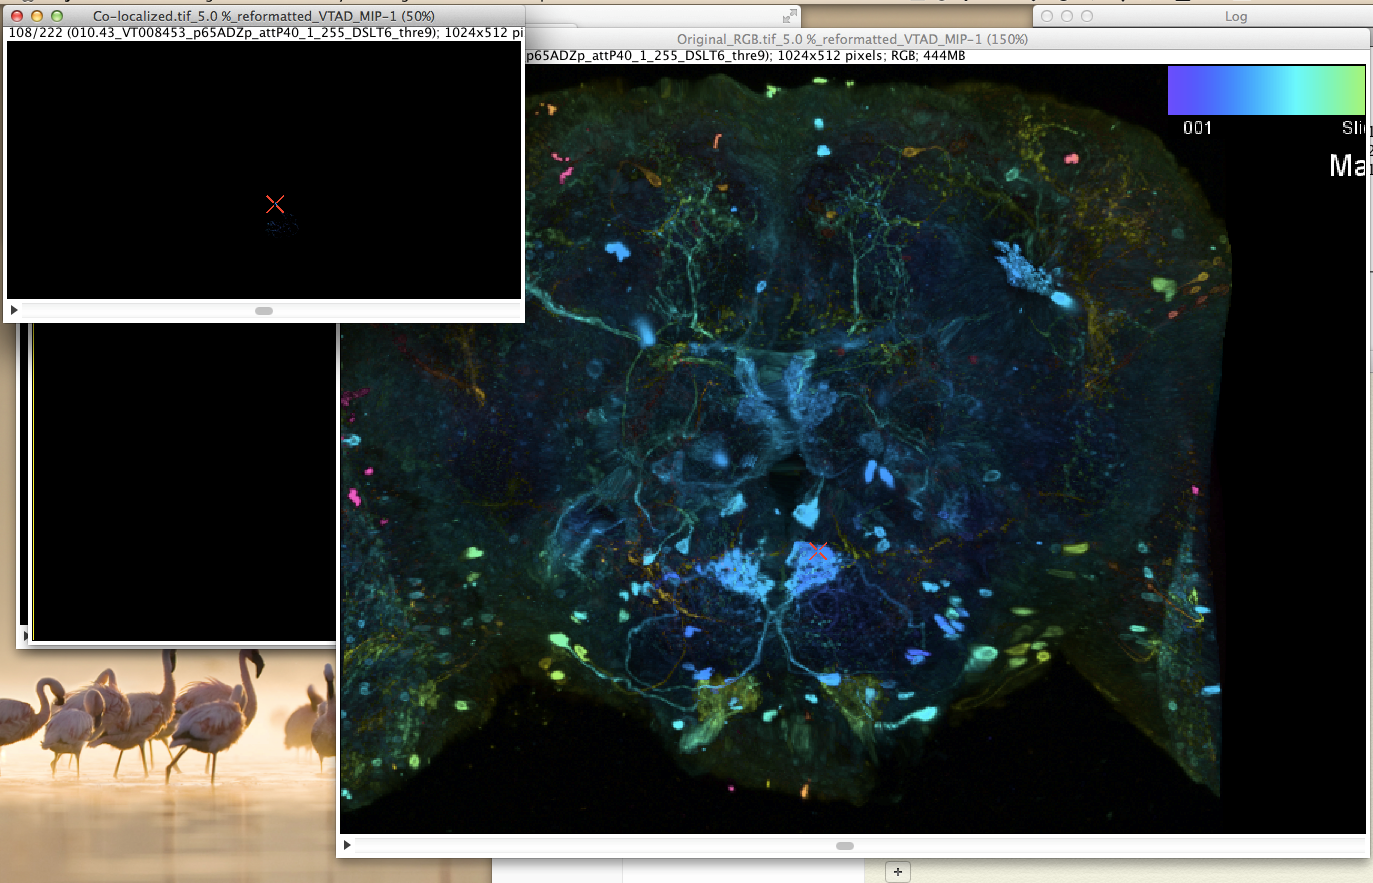 Co-localized.tif_5.0 %_reformatted_VTAD_MIP-1 (50%)
108/222 (010.43_VT008453_p65ADZp_attP40_1_255_DSLT6_thre9); 1024x512 pi
Log
Original_RGB.tif_5.0 %_reformatted_VTAD_MIP-1 (150%)
p65ADZp_attP40_1_255_DSLT6_thre9); 1024x512 pixels; RGB; 444MB
001
Sli
Ma